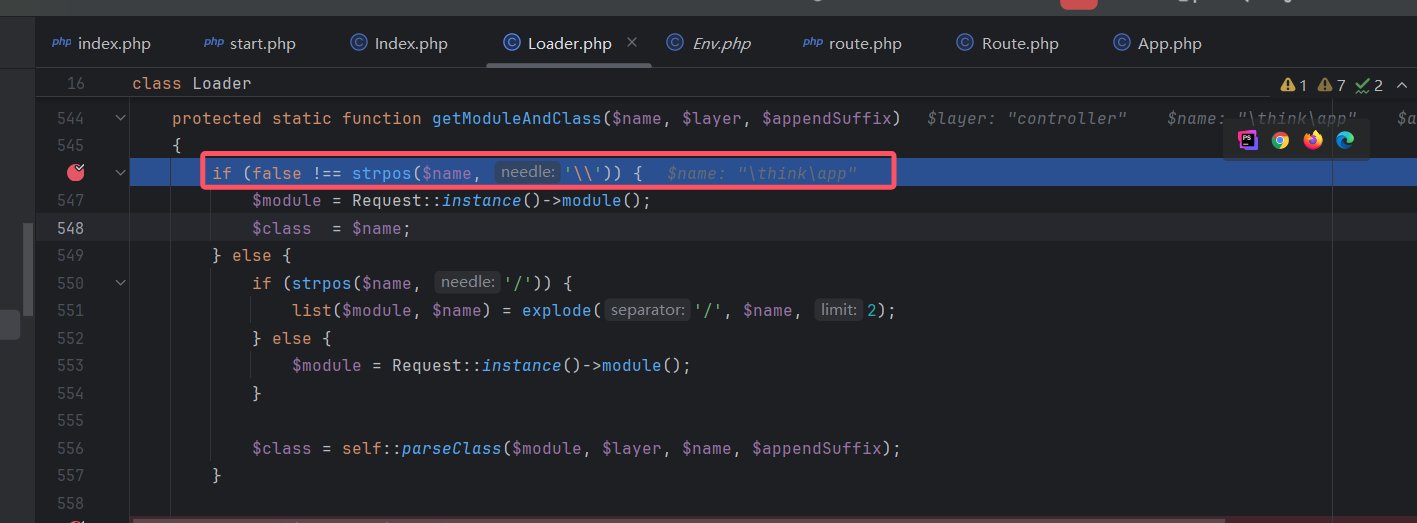 php index.php php start.php C Index.php C Loader.php × C Env.php php route.php C Route.php C App.php
16 class Loader 1 7 2
544 protected static function getModuleAndClass($name, $layer, $appendSuffix) $layer: "controller" $name: "\think\app" $a
545 {
if (false !== strpos($name, needle: '\\')) { $name: "\think\app"
547 $module = Request::instance()->module();
548 $class  = $name;
549 } else {
550 if (strpos($name, needle: '/')) {
551 list($module, $name) = explode( separator: '/', $name, limit: 2);
552 } else {
553 $module = Request::instance()->module();
554 }
555
556 $class = self::parseClass($module, $layer, $name, $appendSuffix);
557 }
558